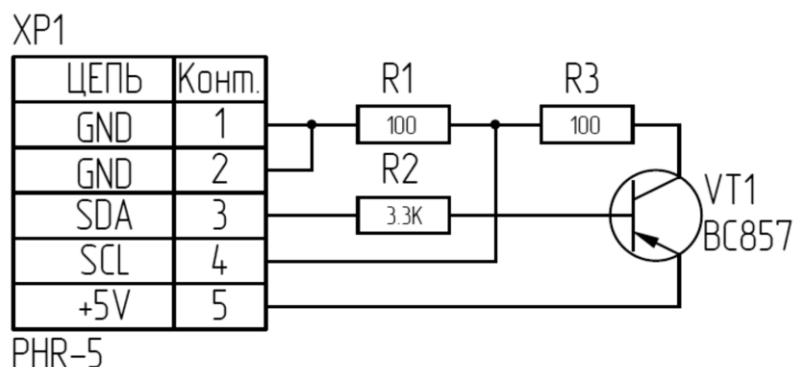 XP1
ЦЕПЬ Конт.
GND 1
GND 2
SDA 3
SCL 4
+5V 5
PHR-5
R1
100
R2
3.3K
R3
100
VT1
BC857